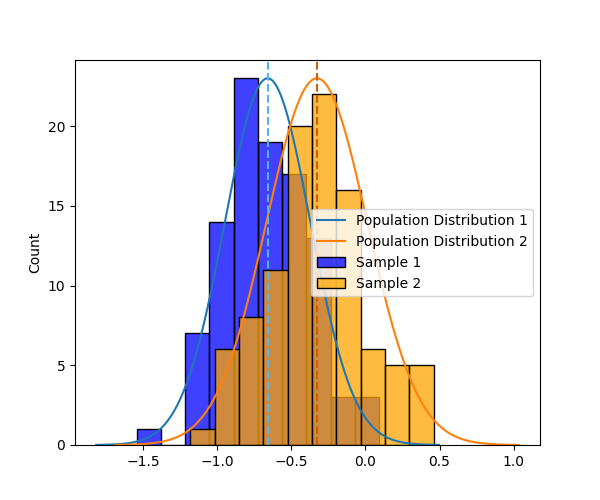 Count
20
15
10
5
0
−1.5
−1.0
−0.5
0.0
0.5
1.0
Population Distribution 1
Population Distribution 2
Sample 1
Sample 2